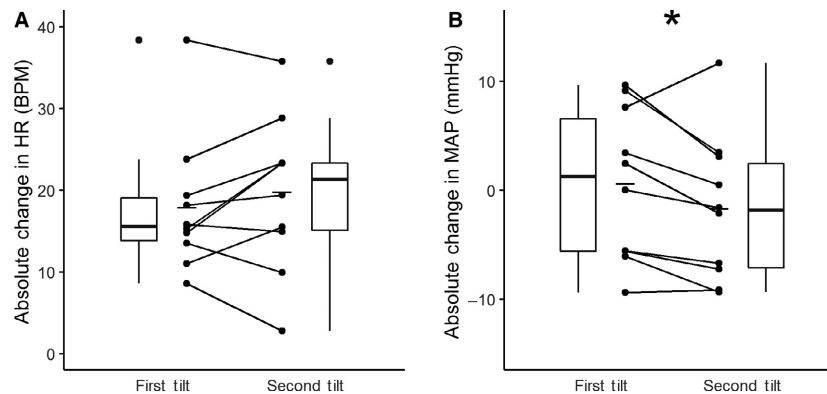 A
Absolute change in HR (BPM)
40
30
20
10
0
First tilt
Second tilt
B
*
Absolute change in MAP (mmHg)
10
0
−10
First tilt
Second tilt